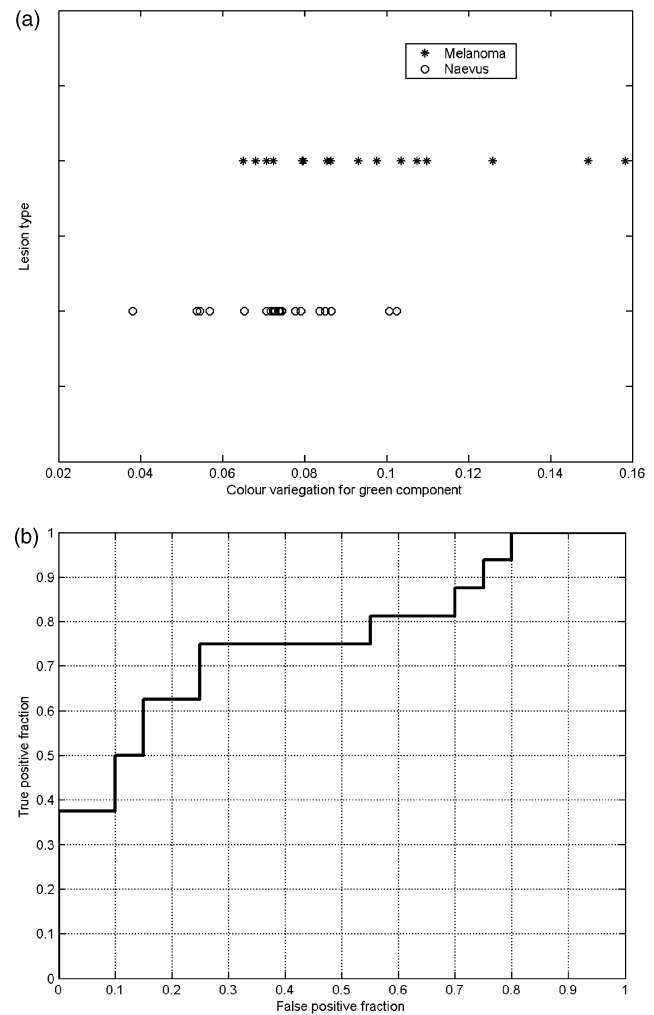 (a)
Melanoma
Naevus
Lesion type
0.02 0.04 0.06 0.08 0.1 0.12 0.14 0.16
Colour variegation for green component
(b)
1
0.9
0.8
0.7
0.6
0.5
0.4
0.3
0.2
0.1
0
True positive fraction
0 0.1 0.2 0.3 0.4 0.5 0.6 0.7 0.8 0.9 1
False positive fraction